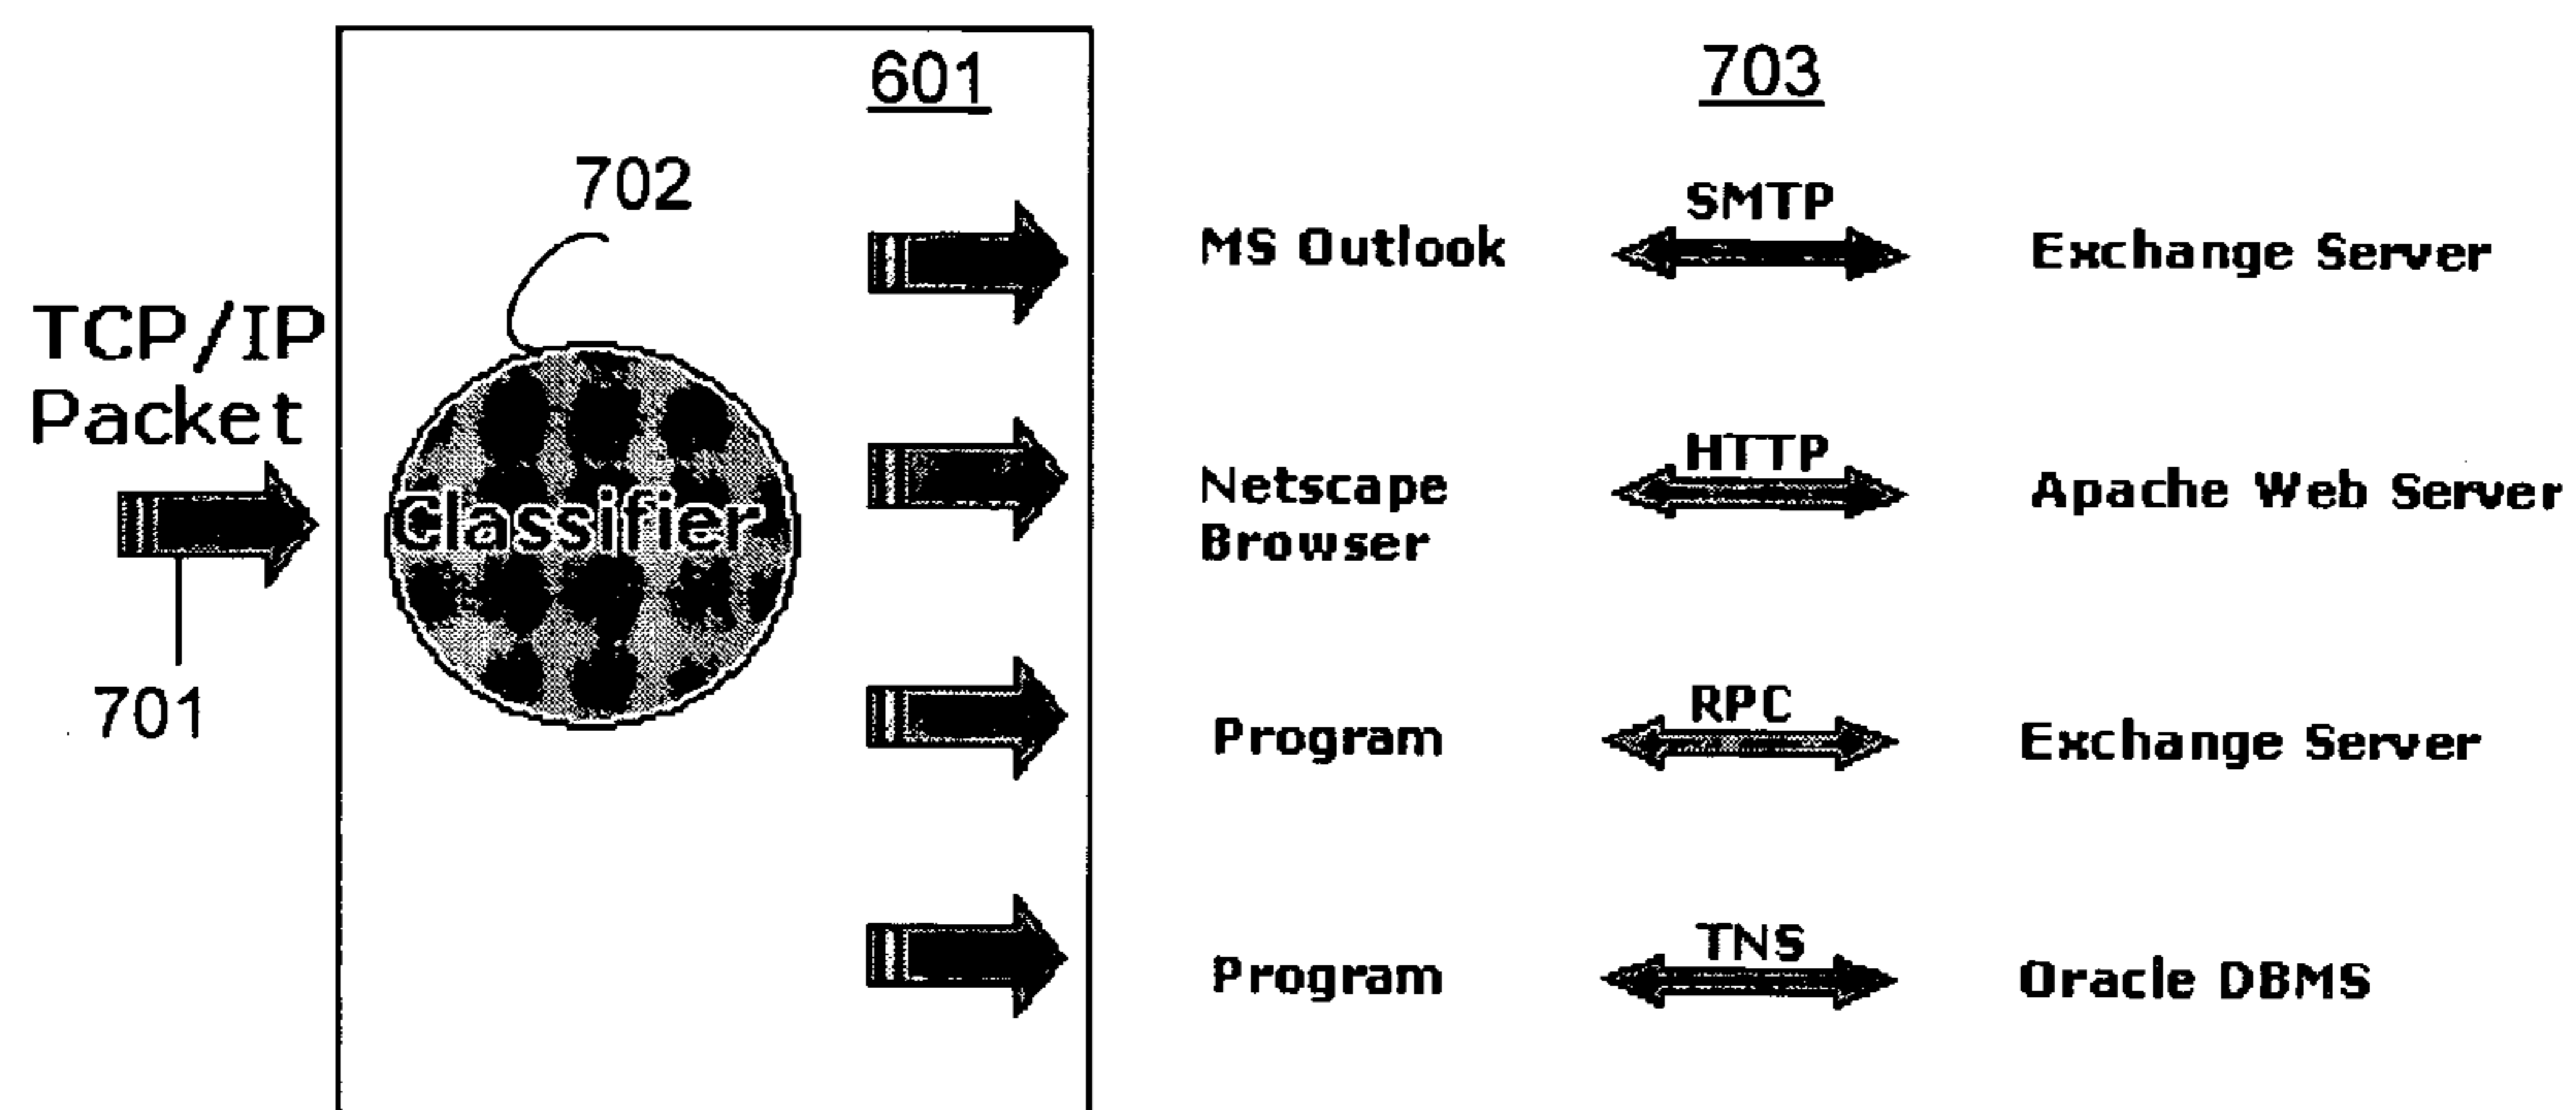 601
703
702
TCP/IP
Packet
701
Classifier
MS Outlook
SMTP
Exchange Server
Netscape
Browser
HTTP
Apache Web Server
Program
RPC
Exchange Server
Program
TNS
Oracle DBMS